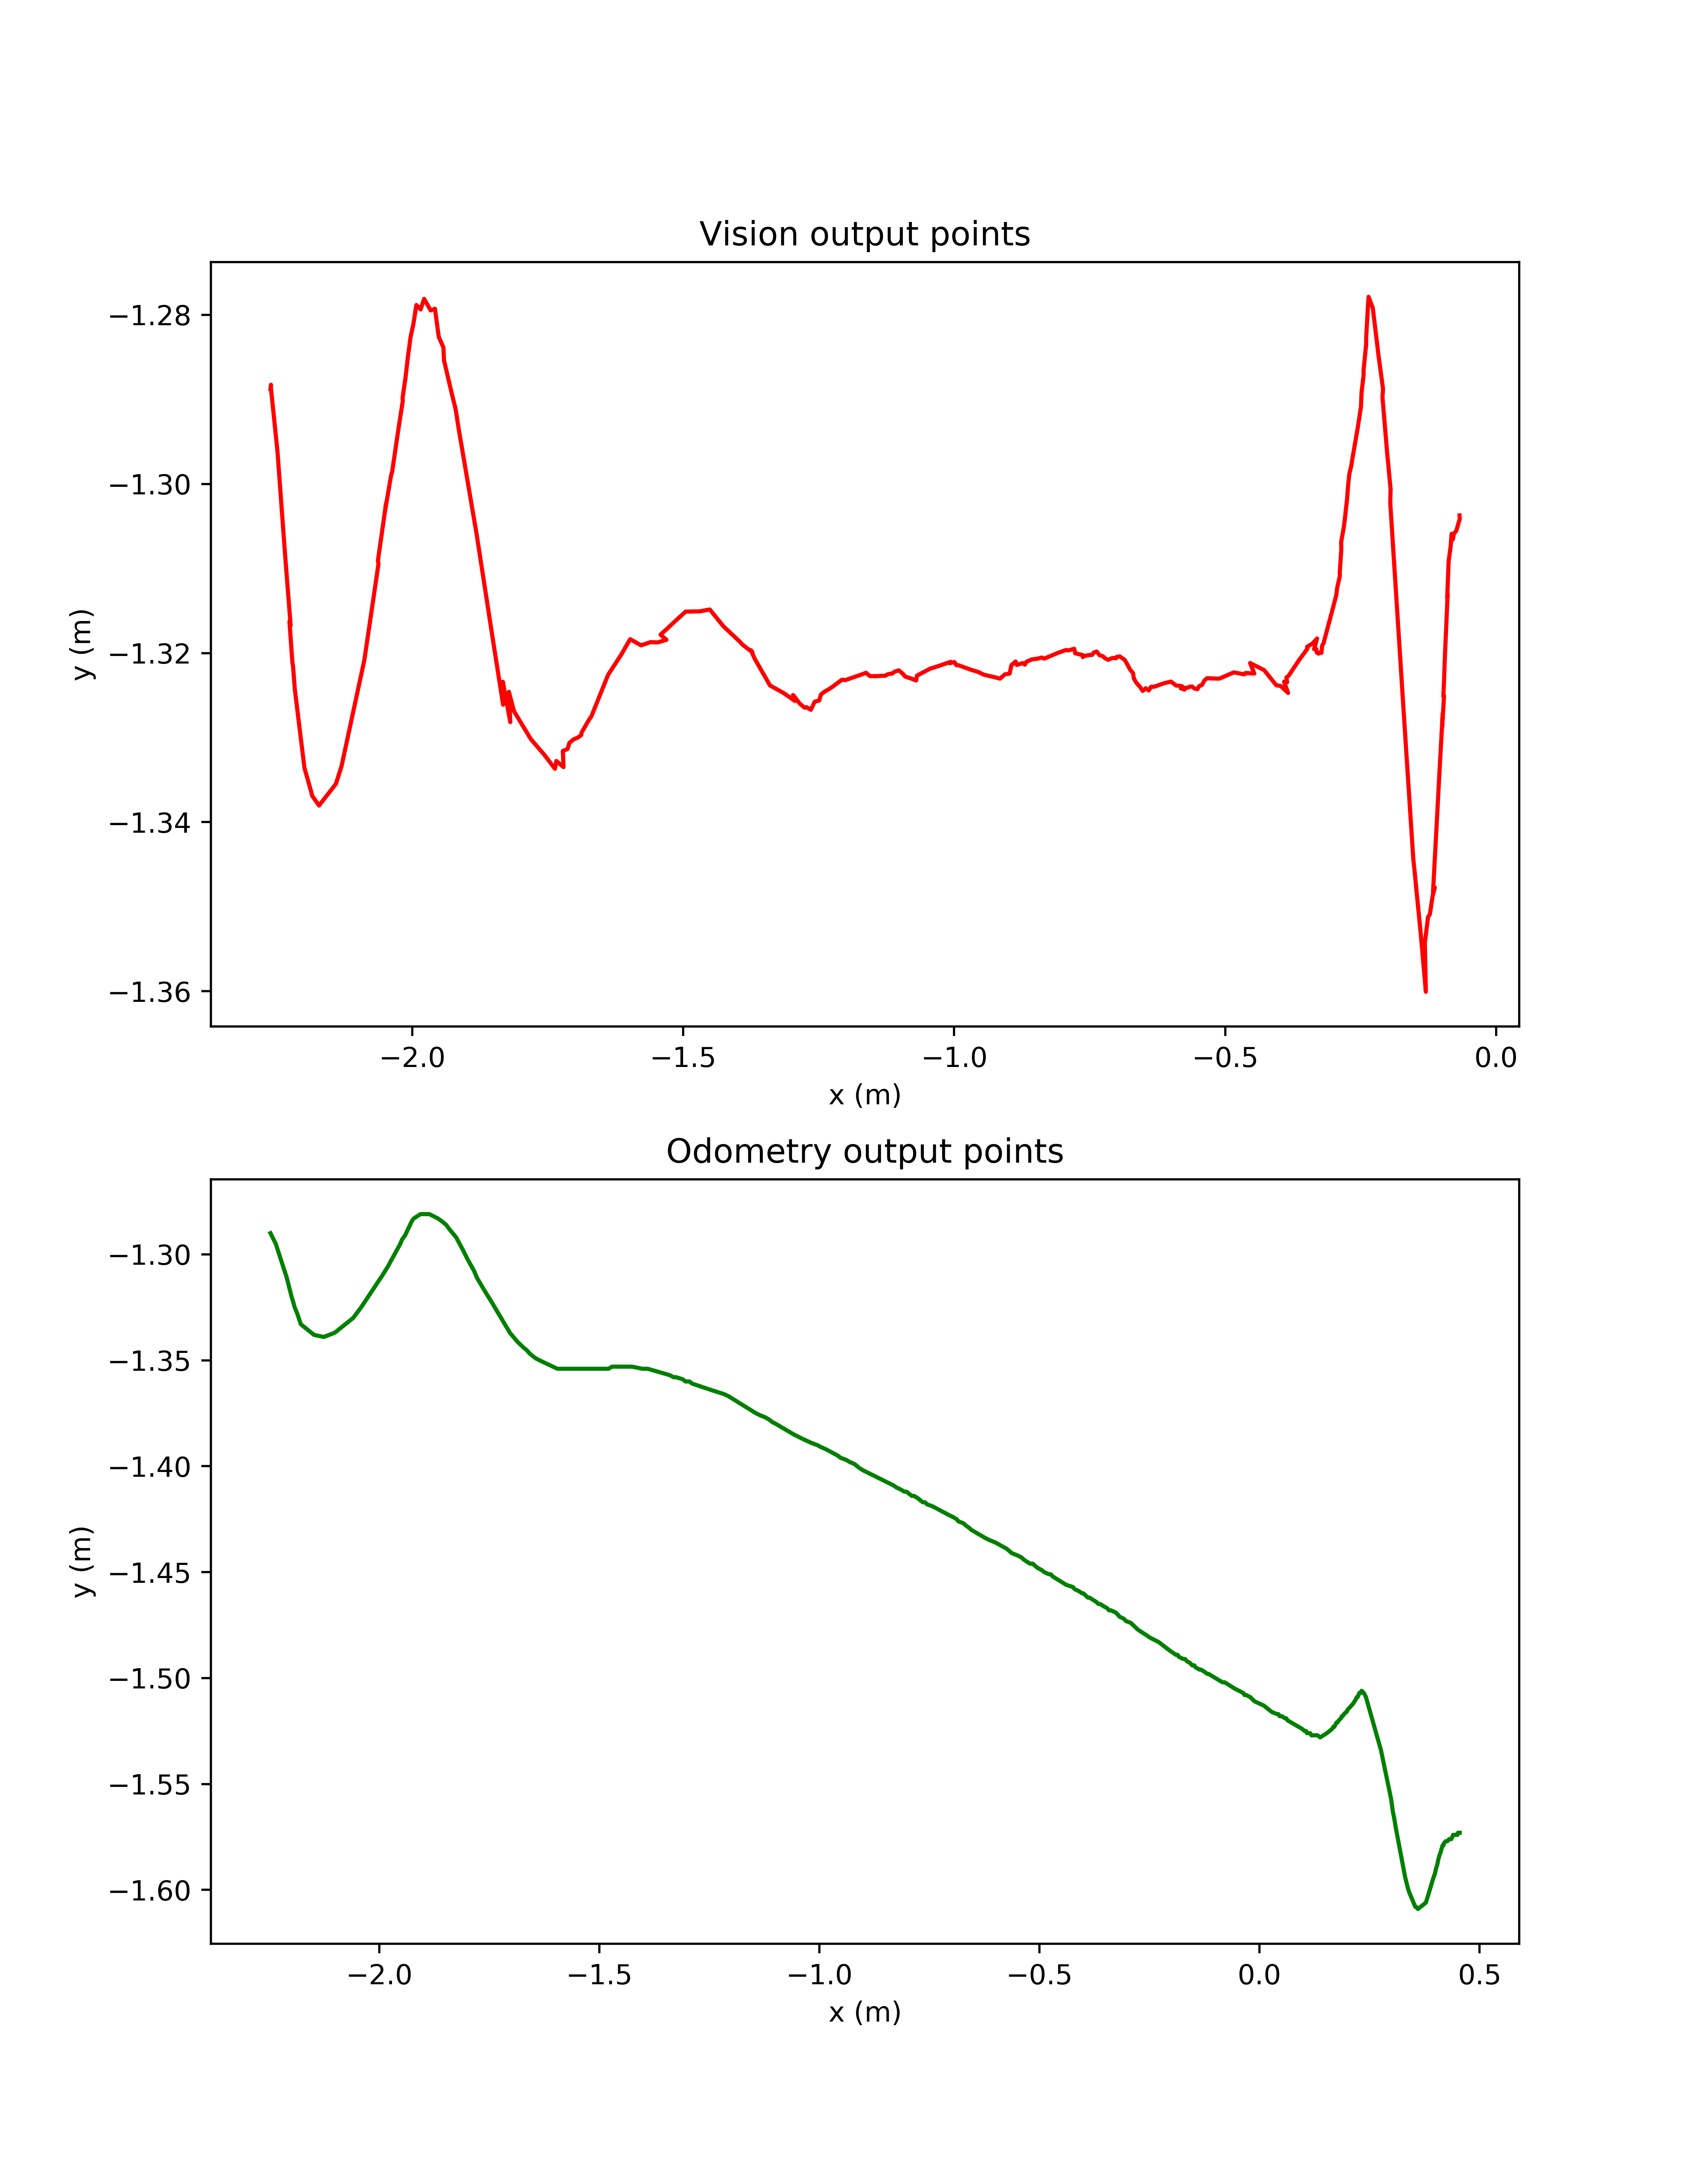 Vision output points
−1.28
−1.30
−1.32
−1.34
−1.36
y (m)
−2.0 −1.5 −1.0 −0.5 0.0
x (m)
Odometry output points
−1.30
−1.35
−1.40
−1.45
−1.50
−1.55
−1.60
y (m)
−2.0 −1.5 −1.0 −0.5 0.0 0.5
x (m)